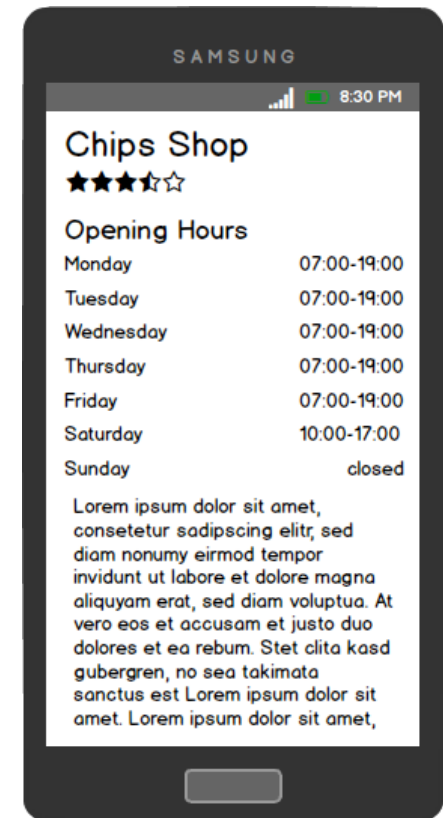 SAMSUNG
8:30 PM
Chips Shop
Opening Hours
Monday 07:00-19:00
Tuesday 07:00-19:00
Wednesday 07:00-19:00
Thursday 07:00-19:00
Friday 07:00-19:00
Saturday 10:00-17:00
Sunday closed
Lorem ipsum dolor sit amet,
consetetur sadipscing elitr, sed
diam nonumy eirmod tempor
invidunt ut labore et dolore magna
aliquyam erat, sed diam voluptua. At
vero eos et accusam et justo duo
dolores et ea rebum. Stet clita kasd
gubergren, no sea takimata
sanctus est Lorem ipsum dolor sit
amet. Lorem ipsum dolor sit amet,